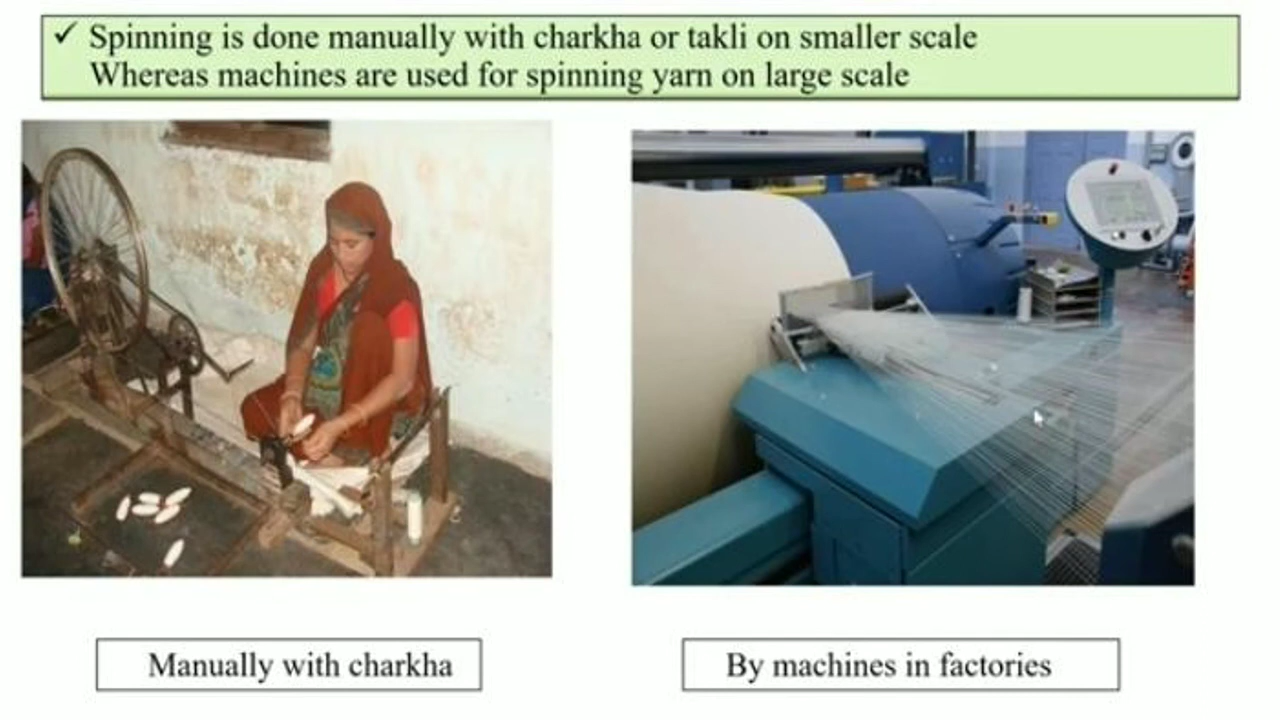 ✓ Spinning is done manually with charkha or takli on smaller scale
Whereas machines are used for spinning yarn on large scale
Manually with charkha
By machines in factories